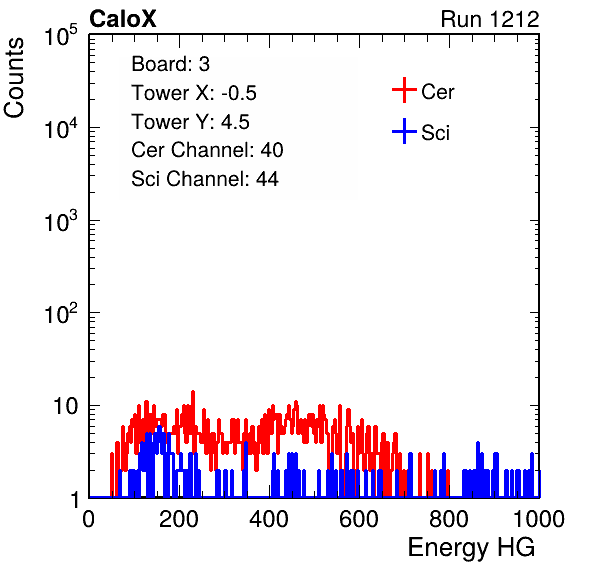 CaloX Run 1212
Board: 3
Tower X: -0.5
Tower Y: 4.5
Cer Channel: 40
Sci Channel: 44
Cer
Sci
Counts
10^5
10^4
10^3
10^2
10
1
0 200 400 600 800 1000
Energy HG